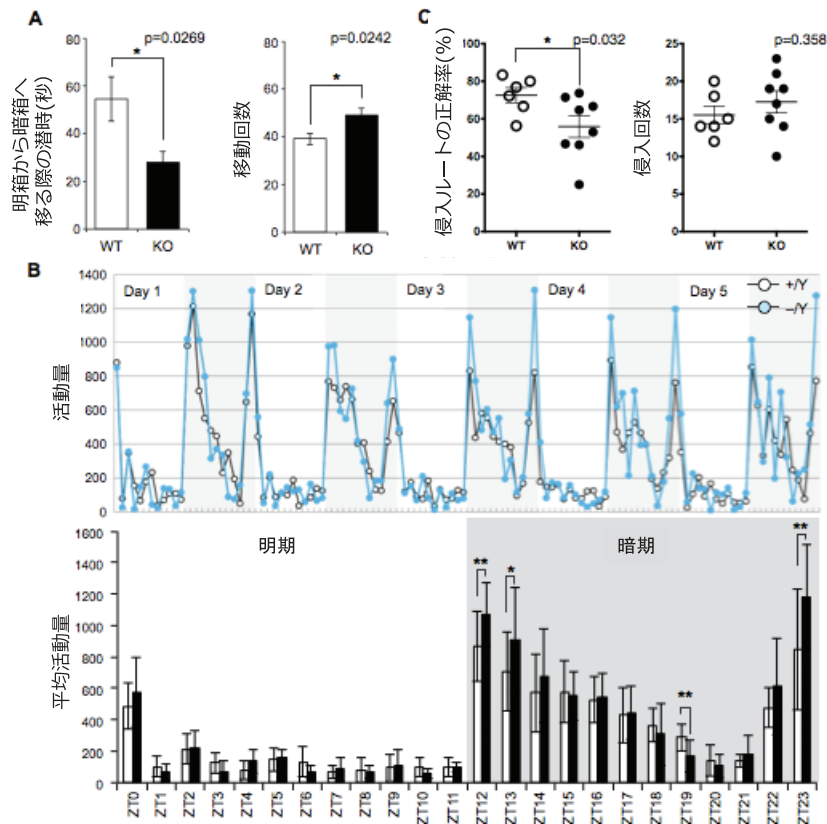 A
p=0.0269
*
80
60
40
20
0
明箱から暗箱へ
移る際の潜時(秒)
WT KO
p=0.0242
*
80
60
40
20
0
移動回数
WT KO
C
p=0.032
*
100
80
60
40
20
0
侵入ルートの正解率(%)
WT KO
p=0.358
25
20
15
10
5
0
侵入回数
WT KO
B
1400
1200
1000
800
600
400
200
0
活動量
Day 1 Day 2 Day 3 Day 4 Day 5
+/Y
–/Y
1600
1400
1200
1000
800
600
400
200
0
平均活動量
明期 暗期
** * ** **
ZT0 ZT1 ZT2 ZT3 ZT4 ZT5 ZT6 ZT7 ZT8 ZT9 ZT10 ZT11 ZT12 ZT13 ZT14 ZT15 ZT16 ZT17 ZT18 ZT19 ZT20 ZT21 ZT22 ZT23